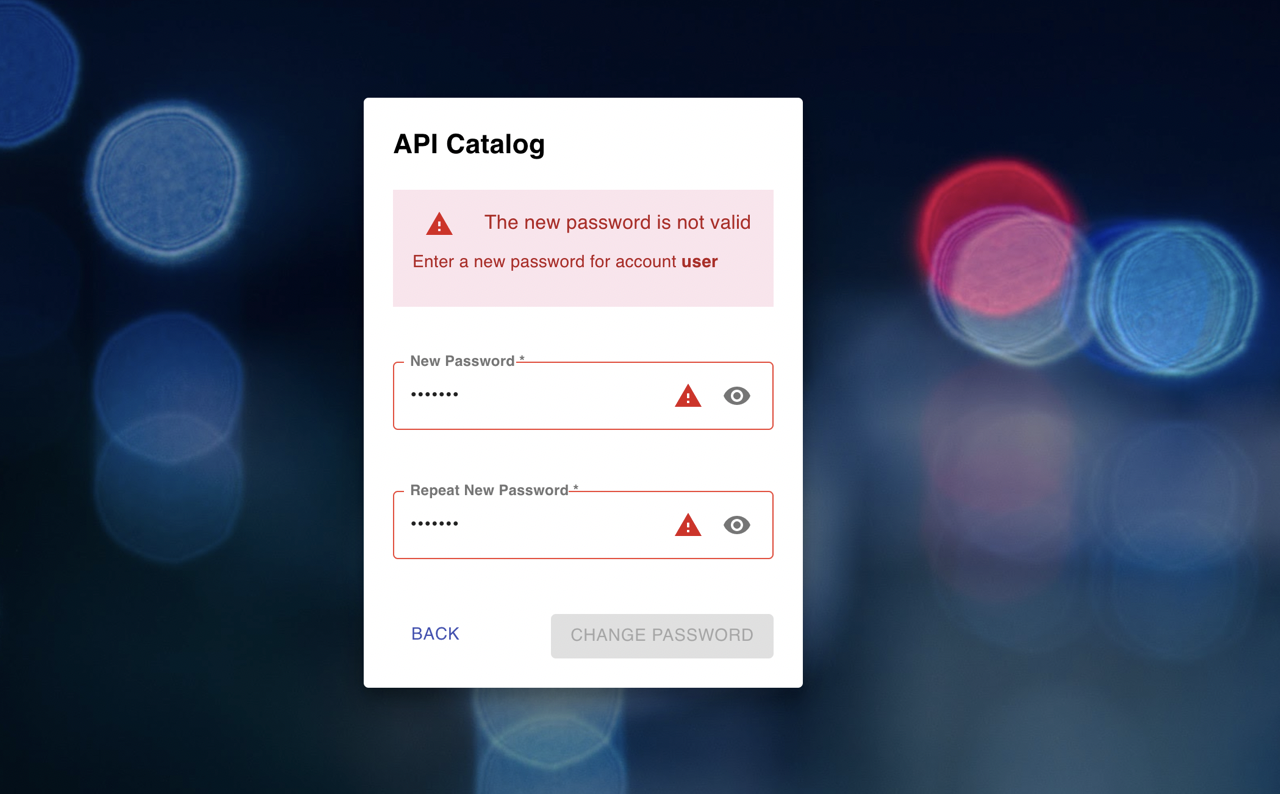 API Catalog
The new password is not valid
Enter a new password for account user
New Password *
•••••••
Repeat New Password *
•••••••
BACK
CHANGE PASSWORD